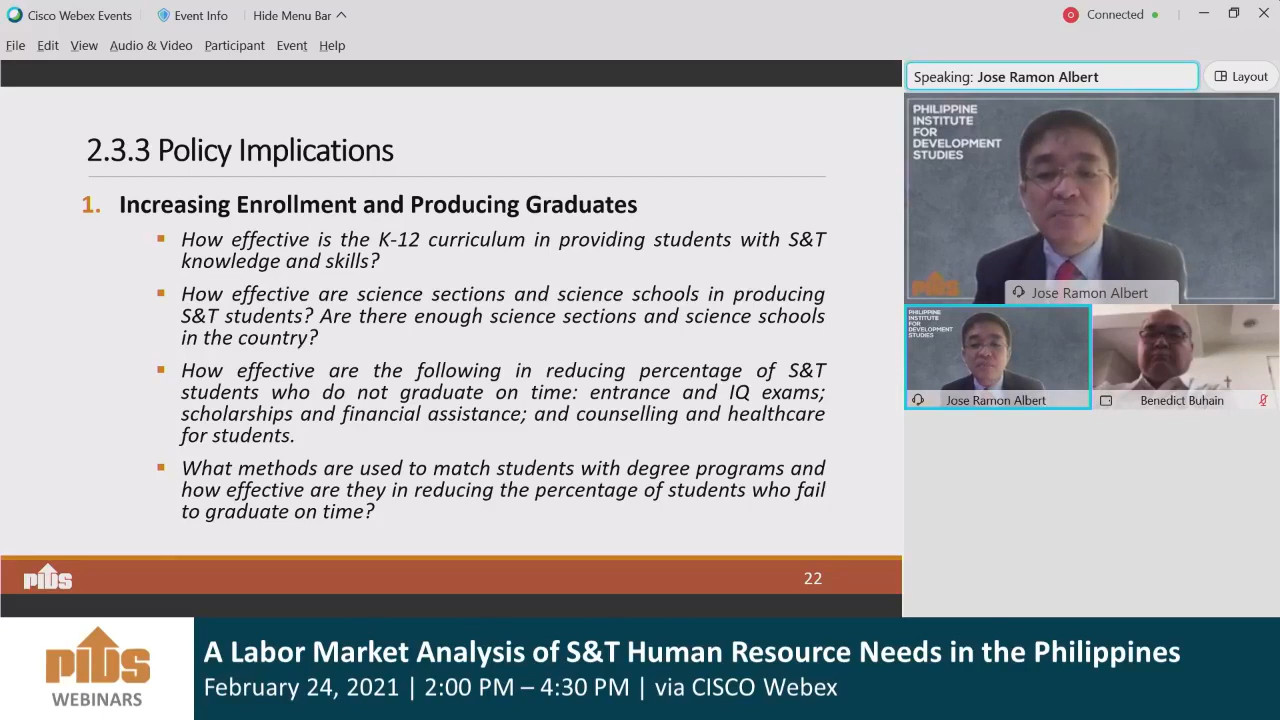 Cisco Webex Events
Event Info
Hide Menu Bar
Connected
File Edit View Audio & Video Participant Event Help
Speaking: Jose Ramon Albert
Layout
2.3.3 Policy Implications
1. Increasing Enrollment and Producing Graduates
How effective is the K-12 curriculum in providing students with S&T
knowledge and skills?
How effective are science sections and science schools in producing
S&T students? Are there enough science sections and science schools
in the country?
How effective are the following in reducing percentage of S&T
students who do not graduate on time: entrance and IQ exams;
scholarships and financial assistance; and counselling and healthcare
for students.
What methods are used to match students with degree programs and
how effective are they in reducing the percentage of students who fail
to graduate on time?
PIDS
22
PHILIPPINE
INSTITUTE
FOR
DEVELOPMENT
STUDIES
PIDS
Jose Ramon Albert
PHILIPPINE
INSTITUTE
FOR
DEVELOPMENT
STUDIES
Jose Ramon Albert
Benedict Buhain
PIDS
WEBINARS
A Labor Market Analysis of S&T Human Resource Needs in the Philippines
February 24, 2021 | 2:00 PM – 4:30 PM | via CISCO Webex